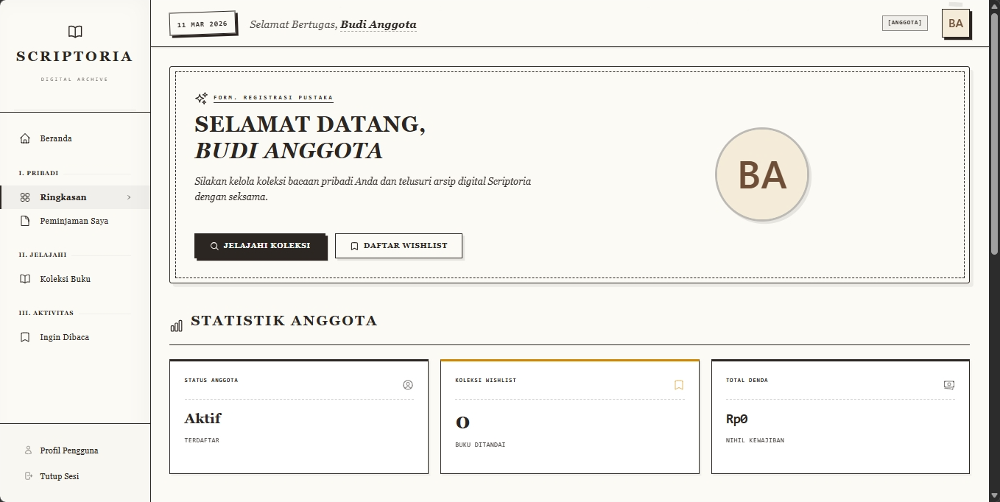 SCRIPTORIA
DIGITAL ARCHIVE
Beranda
I. PRIBADI
Ringkasan
Peminjaman Saya
II. JELAJAHI
Koleksi Buku
III. AKTIVITAS
Ingin Dibaca
Profil Pengguna
Tutup Sesi
11 MAR 2026
Selamat Bertugas, Budi Anggota
[ANGGOTA]
BA
FORM. REGISTRASI PUSTAKA
SELAMAT DATANG,
BUDI ANGGOTA
Silakan kelola koleksi bacaan pribadi Anda dan telusuri arsip digital Scriptoria
dengan seksama.
JELAJAHI KOLEKSI
DAFTAR WISHLIST
BA
STATISTIK ANGGOTA
STATUS ANGGOTA
Aktif
TERDAFTAR
KOLEKSI WISHLIST
0
BUKU DITANDAI
TOTAL DENDA
Rp0
NIHIL KEWAJIBAN